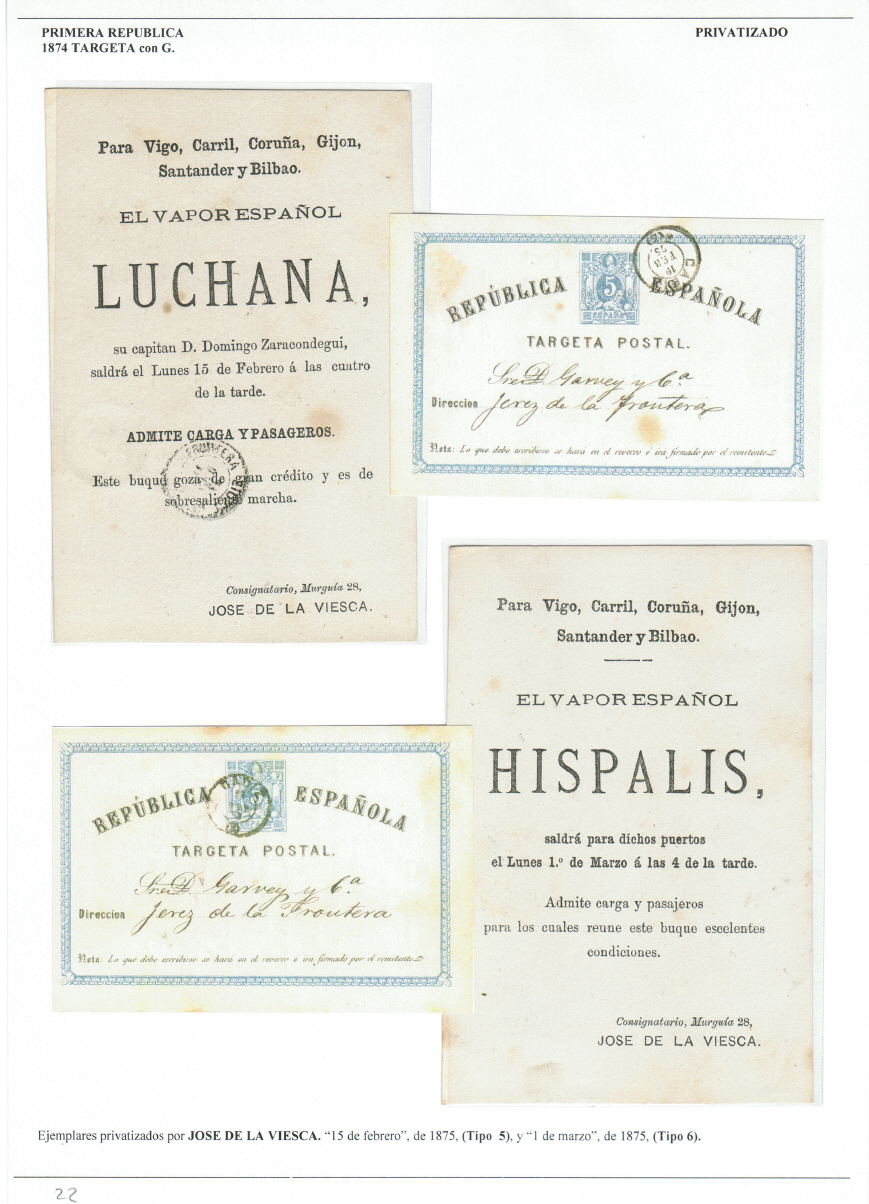 PRIMERA REPUBLICA
1874 TARGETA con G.
PRIVATIZADO
Para Vigo, Carril, Coruña, Gijon,
Santander y Bilbao.
EL VAPOR ESPAÑOL
LUCHANA,
su capitan D. Domingo Zaracondegui,
saldrá el Lunes 15 de Febrero á las cuatro
de la tarde.
ADMITE CARGA Y PASAGEROS.
Este buque goza de gran crédito y es de
sobresaliente marcha.
Consignatario, Murguía 28,
JOSE DE LA VIESCA.
REPÚBLICA ESPAÑOLA
5
ESPAÑA
TARGETA POSTAL.
Sres D. Garvey y Cª
Direccion Jerez de la Frontera
Nota: Lo que debe escribirse se hará en el reverso é irá firmado por el remitente.
Para Vigo, Carril, Coruña, Gijon,
Santander y Bilbao.
EL VAPOR ESPAÑOL
HISPALIS,
saldrá para dichos puertos
el Lunes 1.º de Marzo á las 4 de la tarde.
Admite carga y pasajeros
para los cuales reune este buque escelentes
condiciones.
Consignatario, Murguía 28,
JOSE DE LA VIESCA.
REPÚBLICA ESPAÑOLA
TARGETA POSTAL.
Sres D. Garvey y Cª
Direccion Jerez de la Frontera
Nota: Lo que debe escribirse se hará en el reverso é irá firmado por el remitente.
Ejemplares privatizados por JOSE DE LA VIESCA. “15 de febrero”, de 1875, (Tipo 5), y “1 de marzo”, de 1875, (Tipo 6).
22